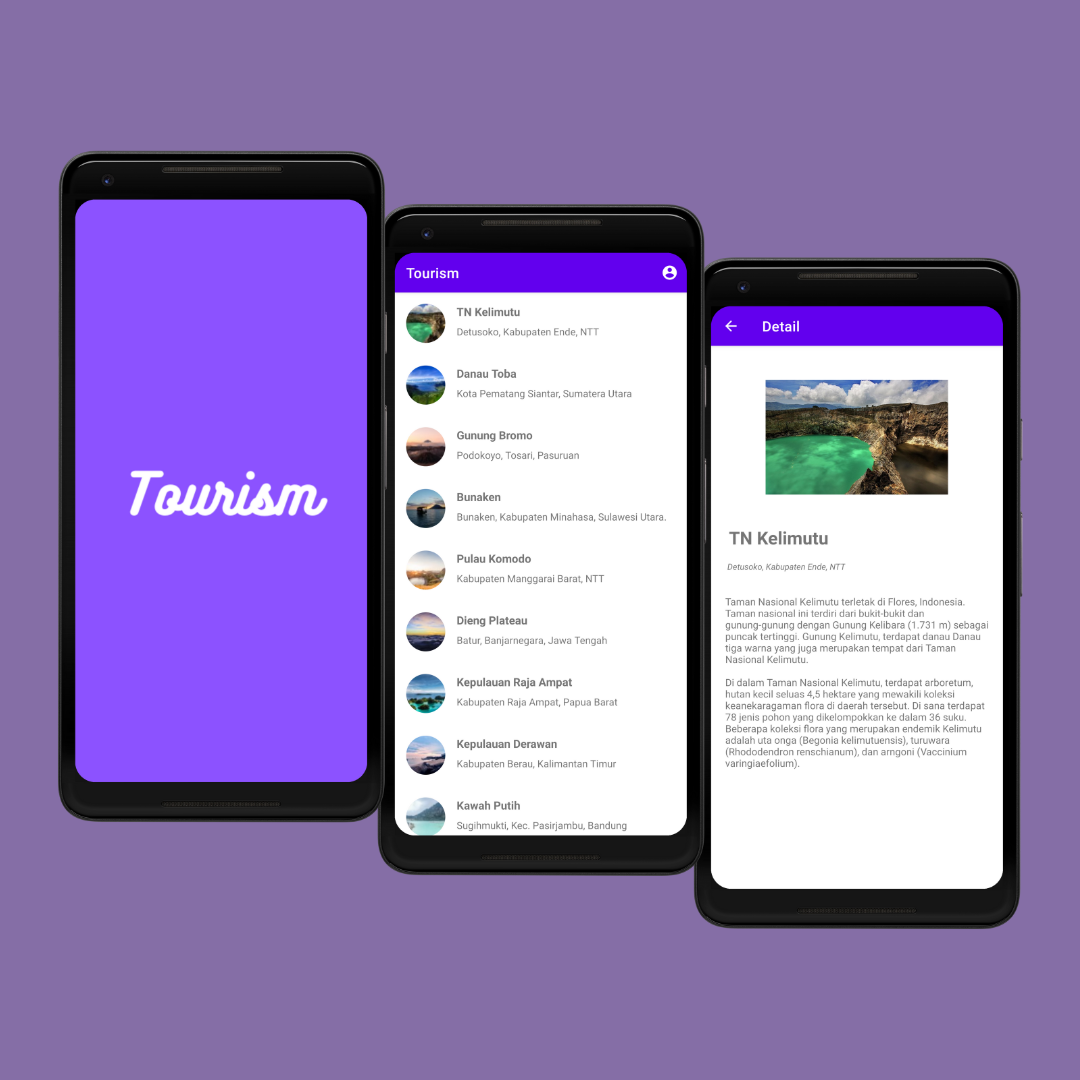 Tourism
Tourism
TN Kelimutu
Detusoko, Kabupaten Ende, NTT
Danau Toba
Kota Pematang Siantar, Sumatera Utara
Gunung Bromo
Podokoyo, Tosari, Pasuruan
Bunaken
Bunaken, Kabupaten Minahasa, Sulawesi Utara.
Pulau Komodo
Kabupaten Manggarai Barat, NTT
Dieng Plateau
Batur, Banjarnegara, Jawa Tengah
Kepulauan Raja Ampat
Kabupaten Raja Ampat, Papua Barat
Kepulauan Derawan
Kabupaten Berau, Kalimantan Timur
Kawah Putih
Sugihmukti, Kec. Pasirjambu, Bandung
Detail
TN Kelimutu
Detusoko, Kabupaten Ende, NTT
Taman Nasional Kelimutu terletak di Flores, Indonesia.
Taman nasional ini terdiri dari bukit-bukit dan
gunung-gunung dengan Gunung Kelibara (1.731 m) sebagai
puncak tertinggi. Gunung Kelimutu, terdapat danau Danau
tiga warna yang juga merupakan tempat dari Taman
Nasional Kelimutu.
Di dalam Taman Nasional Kelimutu, terdapat arboretum,
hutan kecil seluas 4,5 hektare yang mewakili koleksi
keanekaragaman flora di daerah tersebut. Di sana terdapat
78 jenis pohon yang dikelompokkan ke dalam 36 suku.
Beberapa koleksi flora yang merupakan endemik Kelimutu
adalah uta onga (Begonia kelimutuensis), turuwara
(Rhododendron renschianum), dan arngoni (Vaccinium
varingiaefolium).